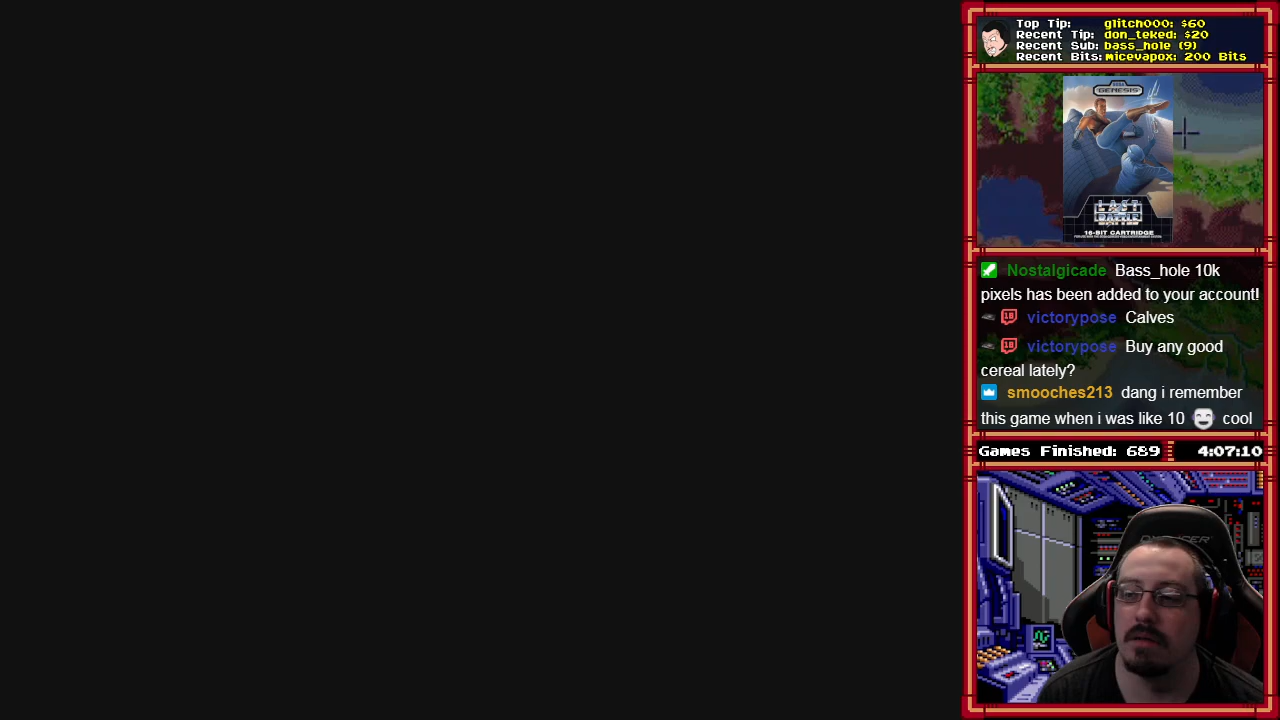 Top Tip: glitch000: $60
Recent Tip: don_teked: $20
Recent Sub: bass_hole (9)
Recent Bits: micevapox: 200 Bits
GENESIS
LAST
BATTLE
16-BIT CARTRIDGE
Nostalgicade Bass_hole 10k
pixels has been added to your account!
victorypose Calves
victorypose Buy any good
cereal lately?
smooches213 dang i remember
this game when i was like 10 cool
Games Finished: 689 4:07:10